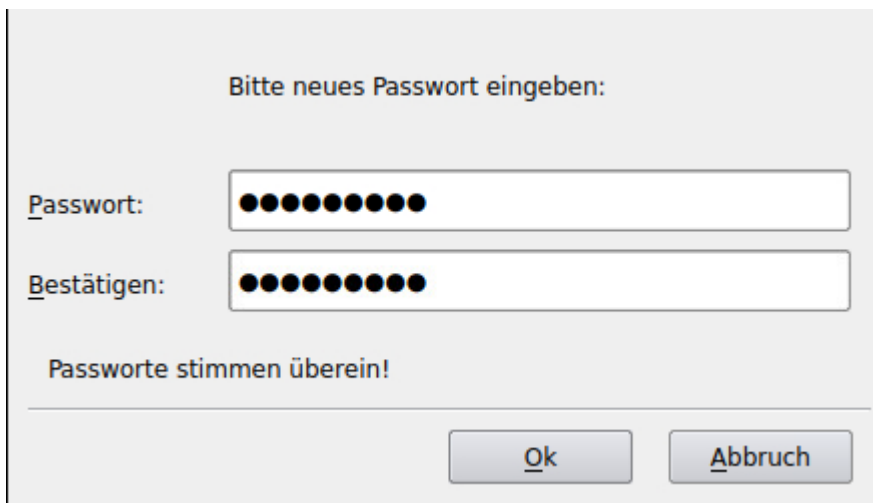 Bitte neues Passwort eingeben:
Passwort: ●●●●●●●●●
Bestätigen: ●●●●●●●●●
Passworte stimmen überein!
Ok Abbruch